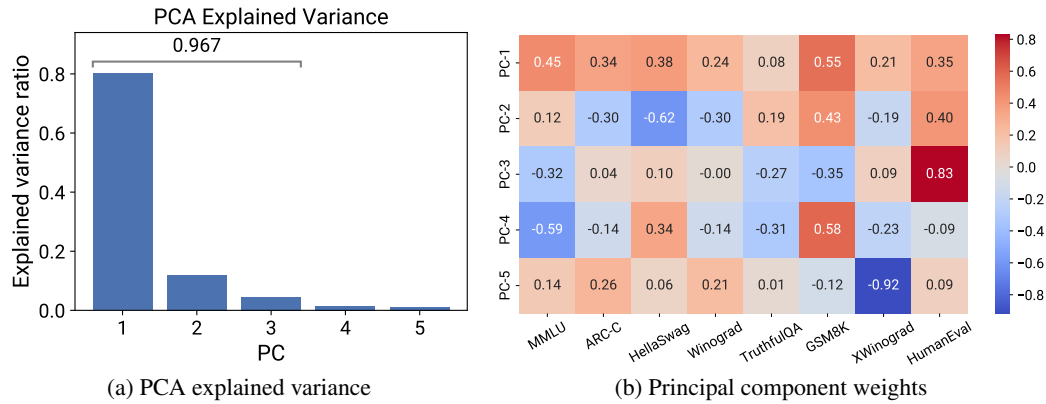 PCA Explained Variance
0.967
Explained variance ratio
0.8
0.6
0.4
0.2
0.0
1 2 3 4 5
PC
(a) PCA explained variance
PC-1 0.45 0.34 0.38 0.24 0.08 0.55 0.21 0.35
PC-2 0.12 -0.30 -0.62 -0.30 0.19 0.43 -0.19 0.40
PC-3 -0.32 0.04 0.10 -0.00 -0.27 -0.35 0.09 0.83
PC-4 -0.59 -0.14 0.34 -0.14 -0.31 0.58 -0.23 -0.09
PC-5 0.14 0.26 0.06 0.21 0.01 -0.12 -0.92 0.09
MMLU ARC-C HellaSwag Winograd TruthfulQA GSM8K XWinograd HumanEval
0.8
0.6
0.4
0.2
0.0
−0.2
−0.4
−0.6
−0.8
(b) Principal component weights